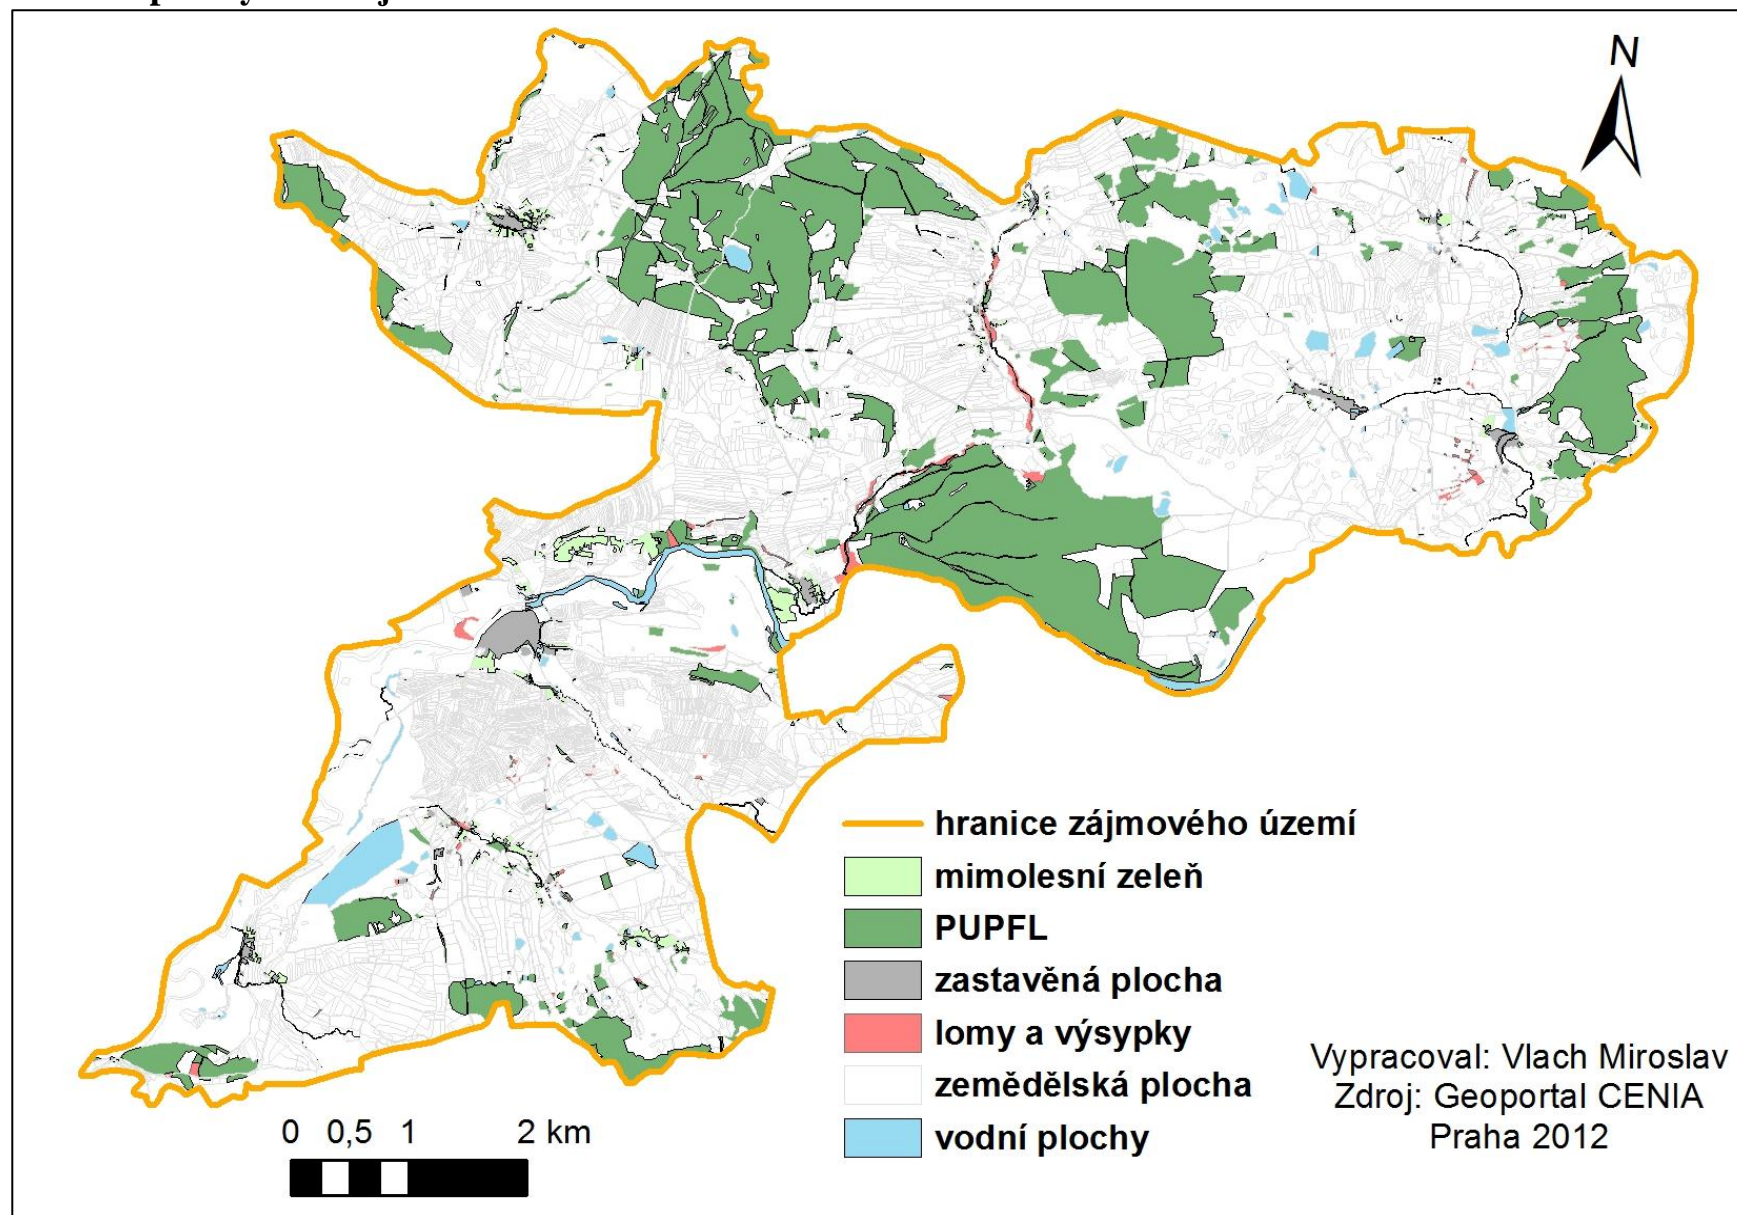 N
hranice zájmového území
mimolesní zeleň
PUPFL
zastavěná plocha
lomy a výsypky
zemědělská plocha
vodní plochy
Vypracoval: Vlach Miroslav
Zdroj: Geoportal CENIA
Praha 2012
0 0,5 1 2 km